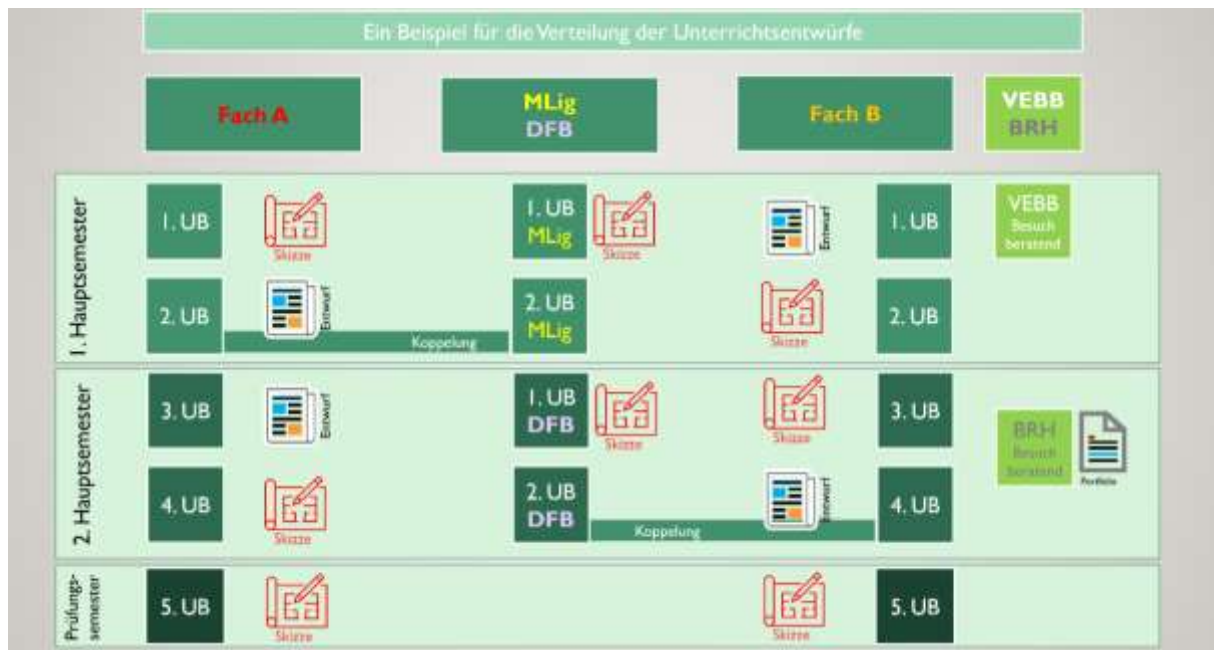 Ein Beispiel für die Verteilung der Unterrichtsentwürfe
Fach A
MLig
DFB
Fach B
VEBB
BRH
1. Hauptsemester
1. UB
Skizze
1. UB
MLig
Skizze
Entwurf
1. UB
VEBB
Besuch
beratend
2. UB
Entwurf
Koppelung
2. UB
MLig
Skizze
2. UB
2. Hauptsemester
3. UB
Entwurf
1. UB
DFB
Skizze
Skizze
3. UB
BRH
Besuch
beratend
Portfolio
4. UB
Skizze
2. UB
DFB
Koppelung
Entwurf
4. UB
Prüfungs-
semester
5. UB
Skizze
Skizze
5. UB